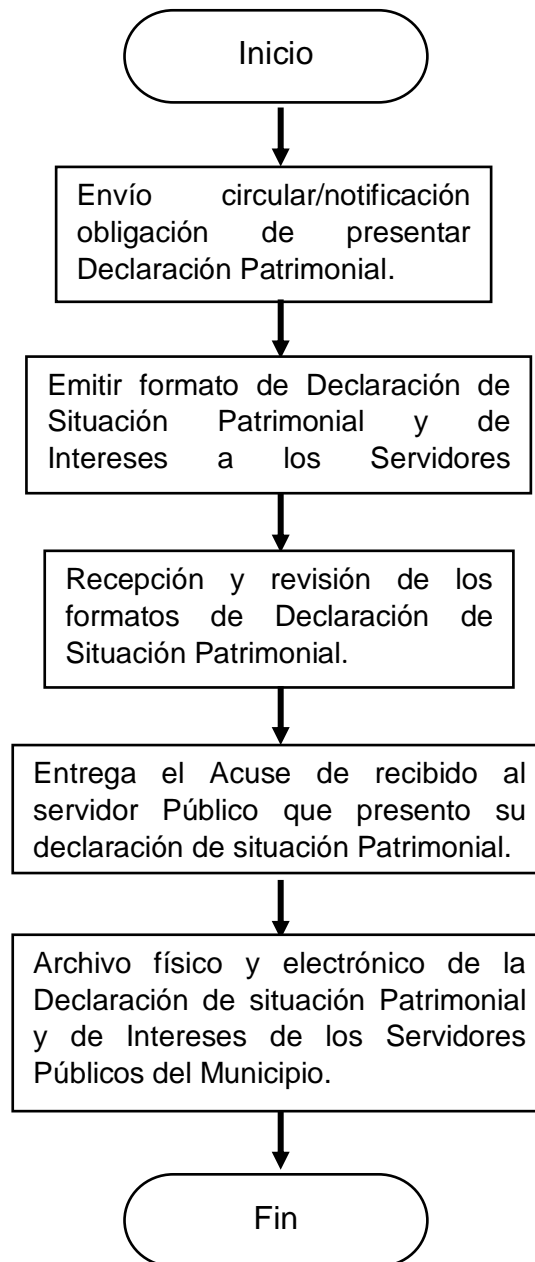 Inicio
Envío circular/notificación
obligación de presentar
Declaración Patrimonial.
Emitir formato de Declaración de
Situación Patrimonial y de
Intereses a los Servidores
Recepción y revisión de los
formatos de Declaración de
Situación Patrimonial.
Entrega el Acuse de recibido al
servidor Público que presento su
declaración de situación Patrimonial.
Archivo físico y electrónico de la
Declaración de situación Patrimonial
y de Intereses de los Servidores
Públicos del Municipio.
Fin